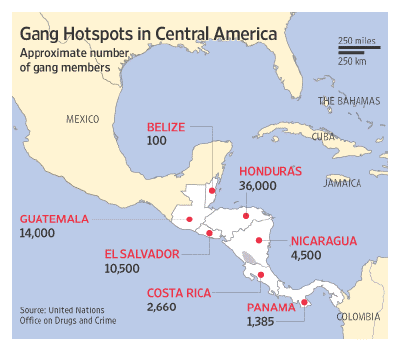 Gang Hotspots in Central America
Approximate number
of gang members
250 miles
250 km
THE BAHAMAS
MEXICO
BELIZE
100
CUBA
HONDURAS
36,000
JAMAICA
GUATEMALA
14,000
EL SALVADOR
10,500
NICARAGUA
4,500
COSTA RICA
2,660
PANAMA
1,385
COLOMBIA
Source: United Nations
Office on Drugs and Crime